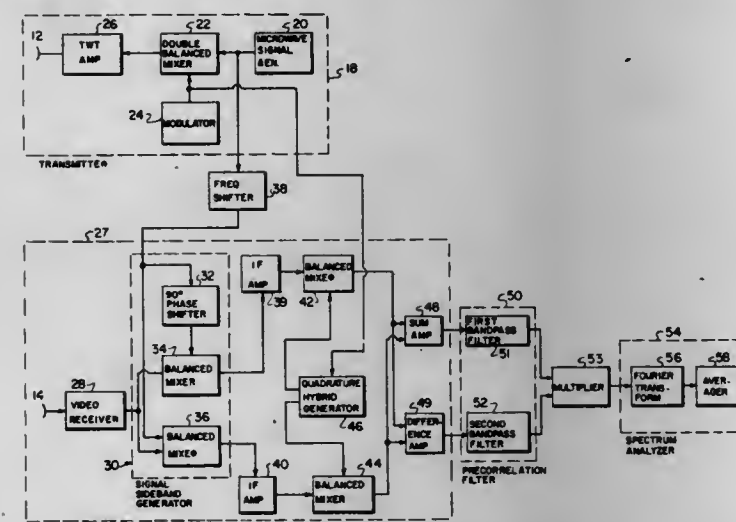 12
26
TWT
AMP
22
DOUBLE
BALANCED
MIXER
20
MICROWAVE
SIGNAL
GEN.
18
24
MODULATOR
TRANSMITTER
FREQ
SHIFTER
38
27
32
90° PHASE
SHIFTER
34
BALANCED
MIXER
36
BALANCED
MIXER
14
28
VIDEO
RECEIVER
30
SIGNAL
SIDEBAND
GENERATOR
IF
AMP
39
BALANCED
MIXER
42
QUADRATURE
HYBRID
GENERATOR
46
40
IF
AMP
44
BALANCED
MIXER
48
SUM
AMP
49
DIFFER
ENCE
AMP
50
FIRST
BANDPASS
FILTER
51
52
SECOND
BANDPASS
FILTER
PRECORRELATION
FILTER
53
MULTIPLIER
54
56
FOURIER
TRANS-
FORM
58
AVER-
AGER
SPECTRUM
ANALYZER